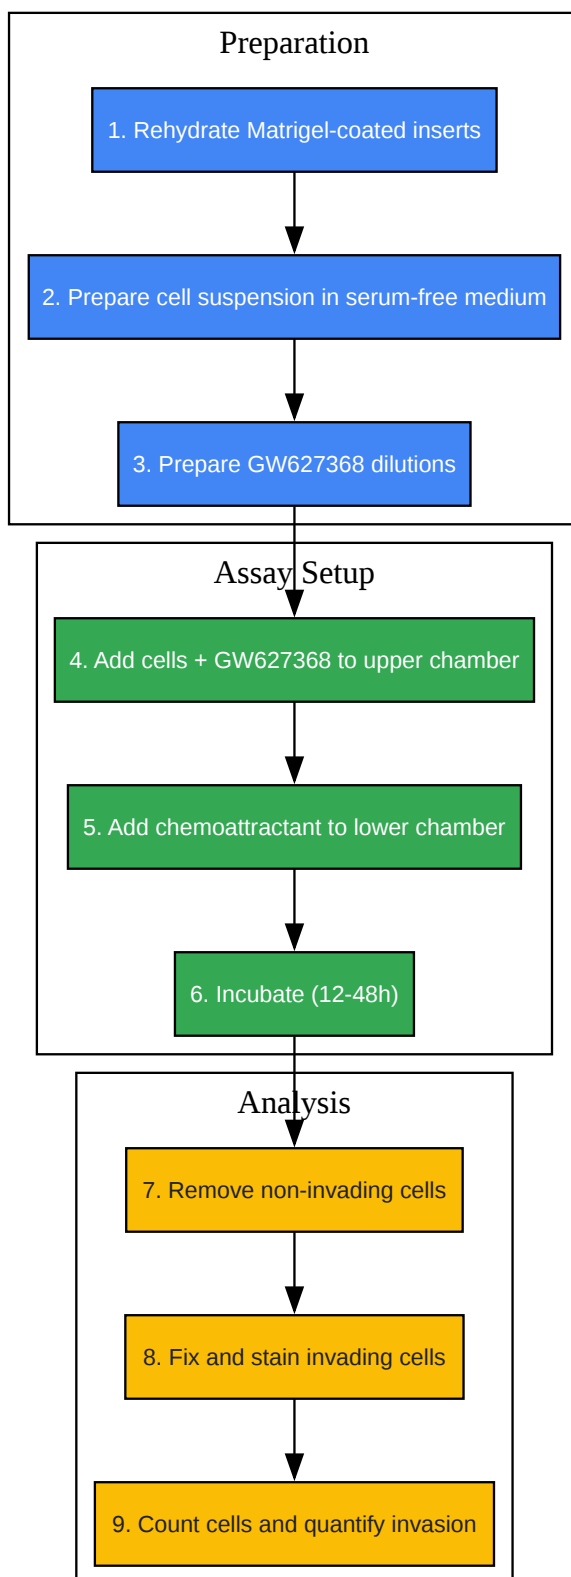 Preparation
1. Rehydrate Matrigel-coated inserts
2. Prepare cell suspension in serum-free medium
3. Prepare GW627368 dilutions
Assay Setup
4. Add cells + GW627368 to upper chamber
5. Add chemoattractant to lower chamber
6. Incubate (12-48h)
Analysis
7. Remove non-invading cells
8. Fix and stain invading cells
9. Count cells and quantify invasion